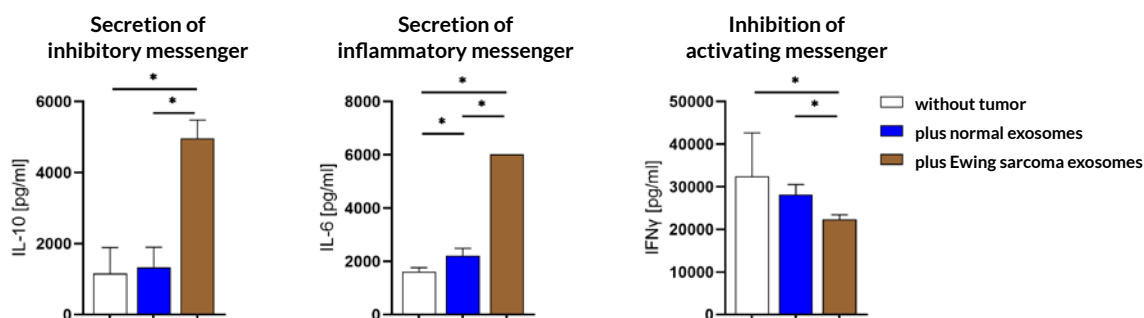 Secretion of
inhibitory messenger
*
*
6000
4000
2000
0
IL-10 [pg/ml]
Secretion of
inflammatory messenger
*
*
*
8000
6000
4000
2000
0
IL-6 [pg/ml]
Inhibition of
activating messenger
*
*
50000
40000
30000
20000
10000
0
IFNγ [pg/ml]
without tumor
plus normal exosomes
plus Ewing sarcoma exosomes